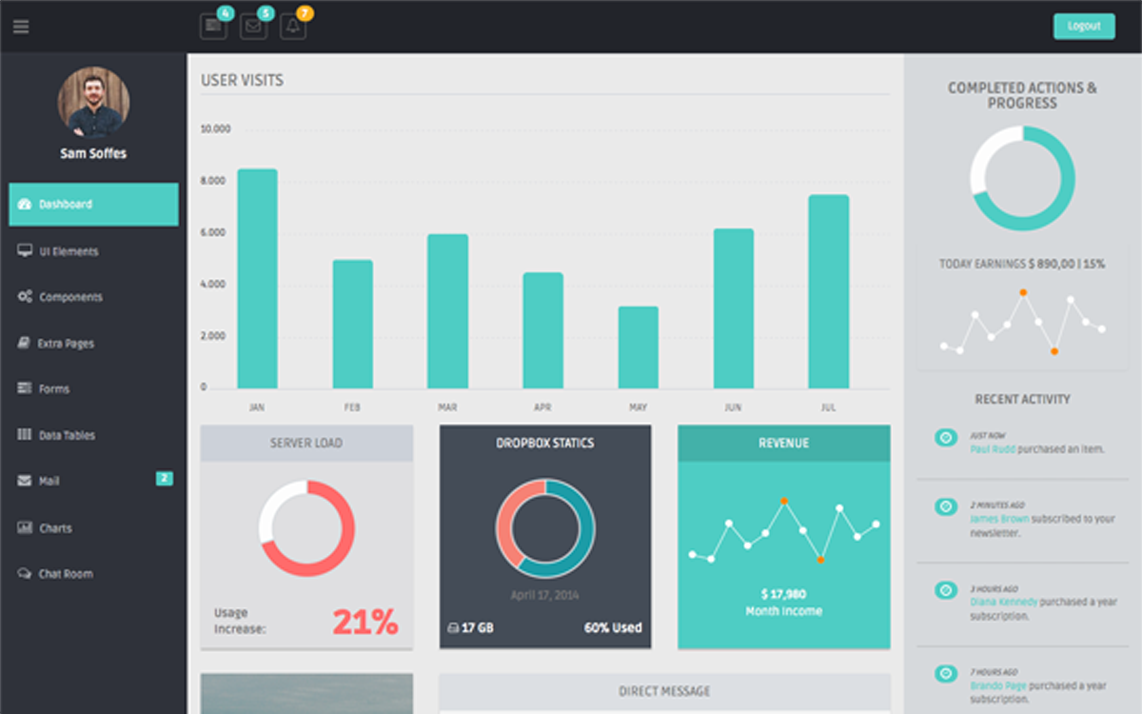 4
5
7
Logout
Sam Soffes
Dashboard
UI Elements
Components
Extra Pages
Forms
Data Tables
Mail
2
Charts
Chat Room
USER VISITS
10.000
8.000
6.000
4.000
2.000
0
JAN FEB MAR APR MAY JUN JUL
SERVER LOAD
Usage
Increase:
21%
DROPBOX STATICS
April 17, 2014
17 GB
60% Used
REVENUE
$ 17,980
Month Income
DIRECT MESSAGE
COMPLETED ACTIONS &
PROGRESS
TODAY EARNINGS $ 890,00 | 15%
RECENT ACTIVITY
JUST NOW
Paul Rudd purchased an item.
2 MINUTES AGO
James Brown subscribed to your
newsletter.
3 HOURS AGO
Diana Kennedy purchased a year
subscription.
7 HOURS AGO
Brando Page purchased a year
subscription.